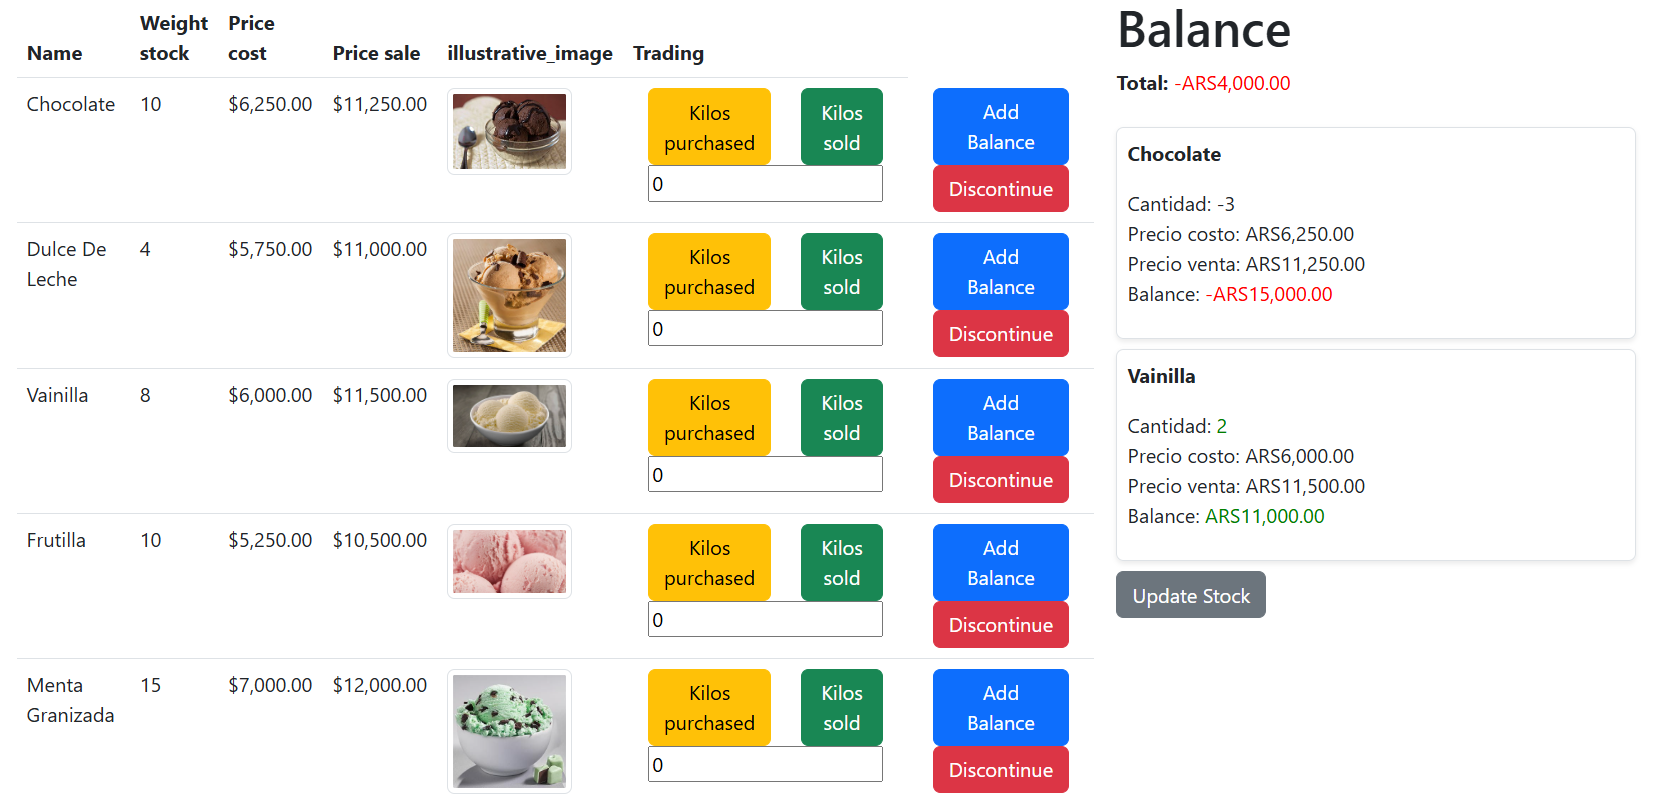 Name Weight stock Price cost Price sale illustrative_image Trading
Chocolate 10 $6,250.00 $11,250.00
Kilos purchased
Kilos sold
0
Add Balance
Discontinue
Dulce De Leche 4 $5,750.00 $11,000.00
Kilos purchased
Kilos sold
0
Add Balance
Discontinue
Vainilla 8 $6,000.00 $11,500.00
Kilos purchased
Kilos sold
0
Add Balance
Discontinue
Frutilla 10 $5,250.00 $10,500.00
Kilos purchased
Kilos sold
0
Add Balance
Discontinue
Menta Granizada 15 $7,000.00 $12,000.00
Kilos purchased
Kilos sold
0
Add Balance
Discontinue
Balance
Total: -ARS4,000.00
Chocolate
Cantidad: -3
Precio costo: ARS6,250.00
Precio venta: ARS11,250.00
Balance: -ARS15,000.00
Vainilla
Cantidad: 2
Precio costo: ARS6,000.00
Precio venta: ARS11,500.00
Balance: ARS11,000.00
Update Stock